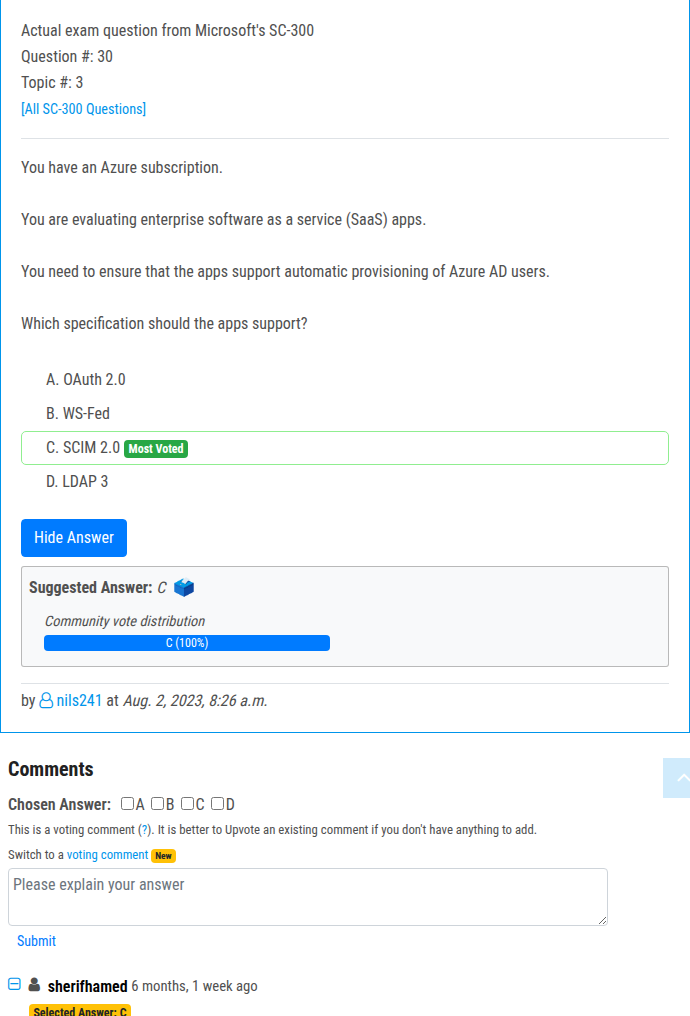 Actual exam question from Microsoft's SC-300
Question #: 30
Topic #: 3
[All SC-300 Questions]
You have an Azure subscription.
You are evaluating enterprise software as a service (SaaS) apps.
You need to ensure that the apps support automatic provisioning of Azure AD users.
Which specification should the apps support?
A. OAuth 2.0
B. WS-Fed
C. SCIM 2.0 Most Voted
D. LDAP 3
Hide Answer
Suggested Answer: C
Community vote distribution
C (100%)
by nils241 at Aug. 2, 2023, 8:26 a.m.
Comments
Chosen Answer: A B C D
This is a voting comment (?). It is better to Upvote an existing comment if you don't have anything to add.
Switch to a voting comment New
Please explain your answer
Submit
sherifhamed 6 months, 1 week ago
Selected Answer: C